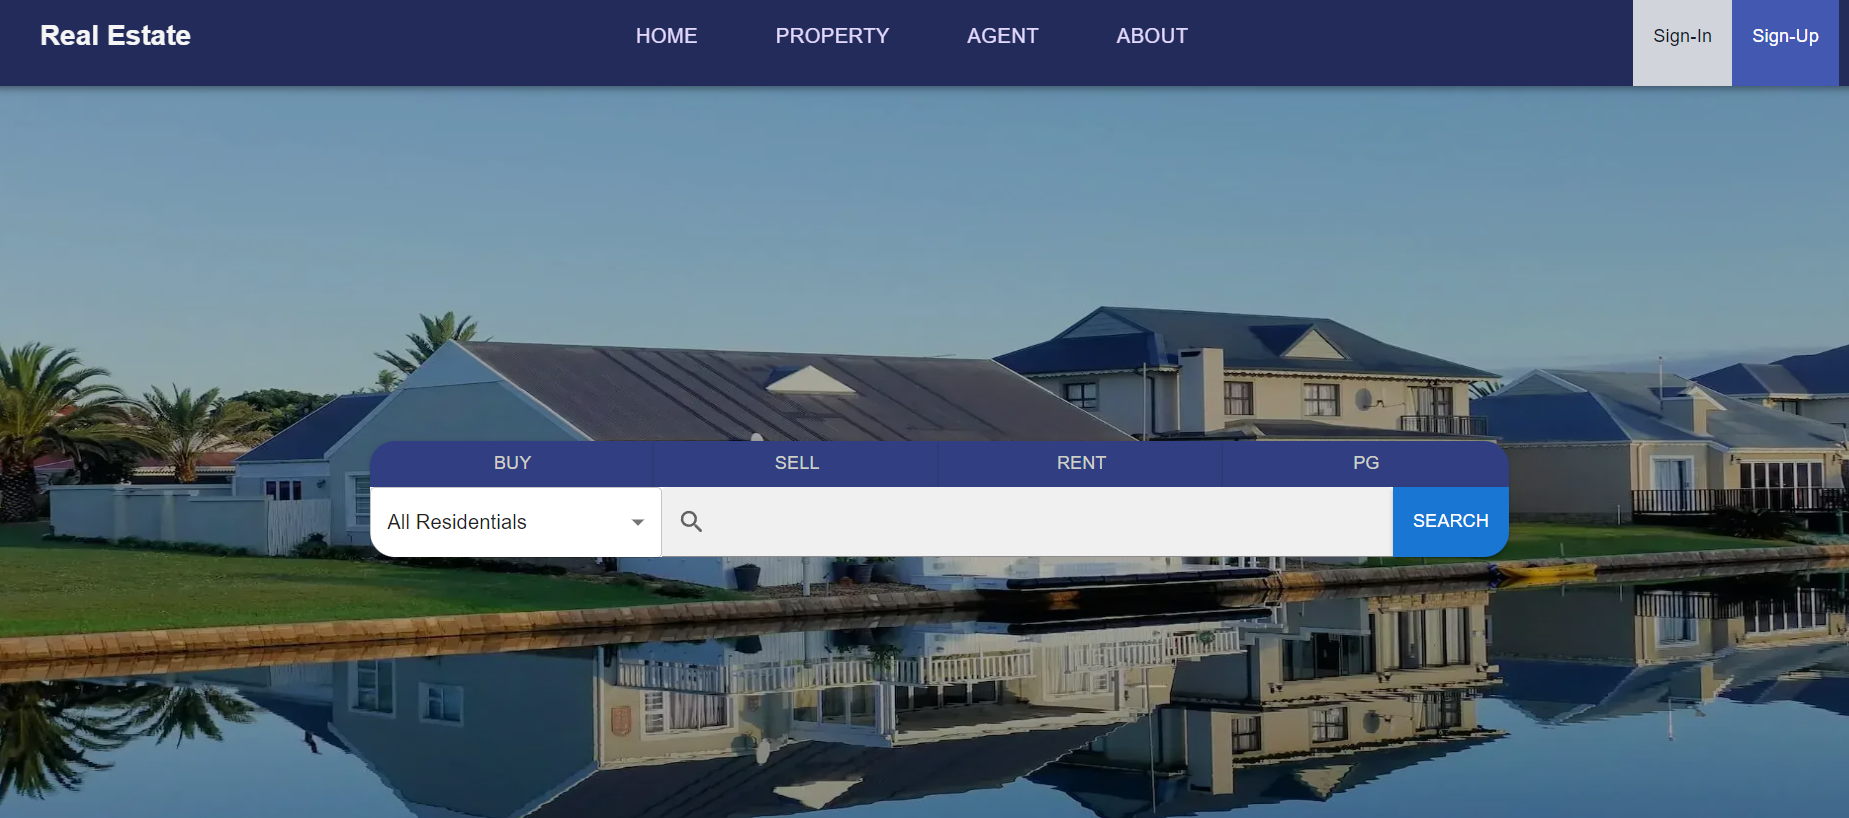 Real Estate
HOME PROPERTY AGENT ABOUT
Sign-In Sign-Up
BUY SELL RENT PG
All Residentials
SEARCH